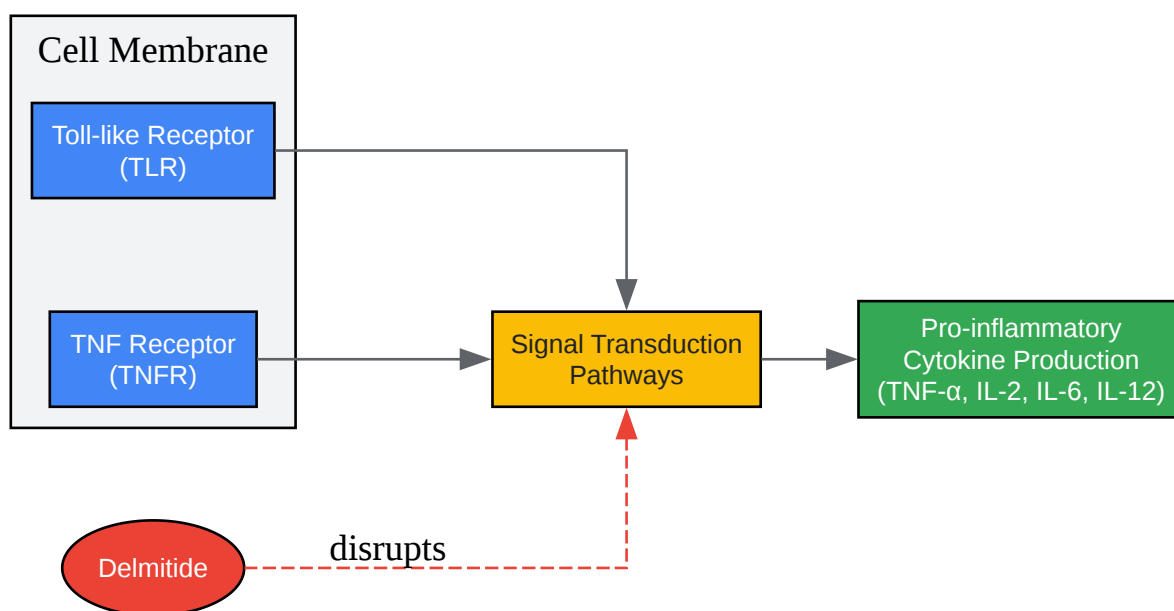 Cell Membrane
Toll-like Receptor
(TLR)
TNF Receptor
(TNFR)
Signal Transduction
Pathways
Pro-inflammatory
Cytokine Production
(TNF-α, IL-2, IL-6, IL-12)
disrupts
Delmitide